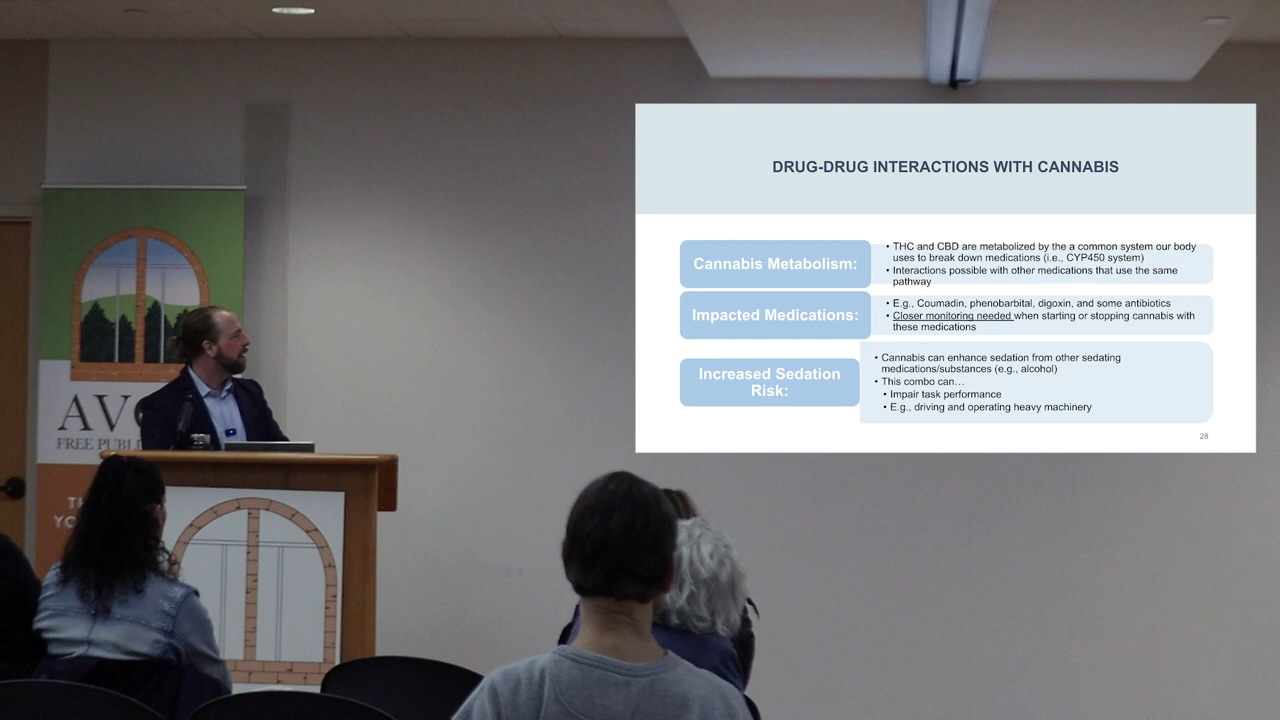 DRUG-DRUG INTERACTIONS WITH CANNABIS
Cannabis Metabolism:
• THC and CBD are metabolized by the a common system our body
uses to break down medications (i.e., CYP450 system)
• Interactions possible with other medications that use the same
pathway
Impacted Medications:
• E.g., Coumadin, phenobarbital, digoxin, and some antibiotics
• Closer monitoring needed when starting or stopping cannabis with
these medications
Increased Sedation
Risk:
• Cannabis can enhance sedation from other sedating
medications/substances (e.g., alcohol)
• This combo can…
• Impair task performance
• E.g., driving and operating heavy machinery
28
FREE